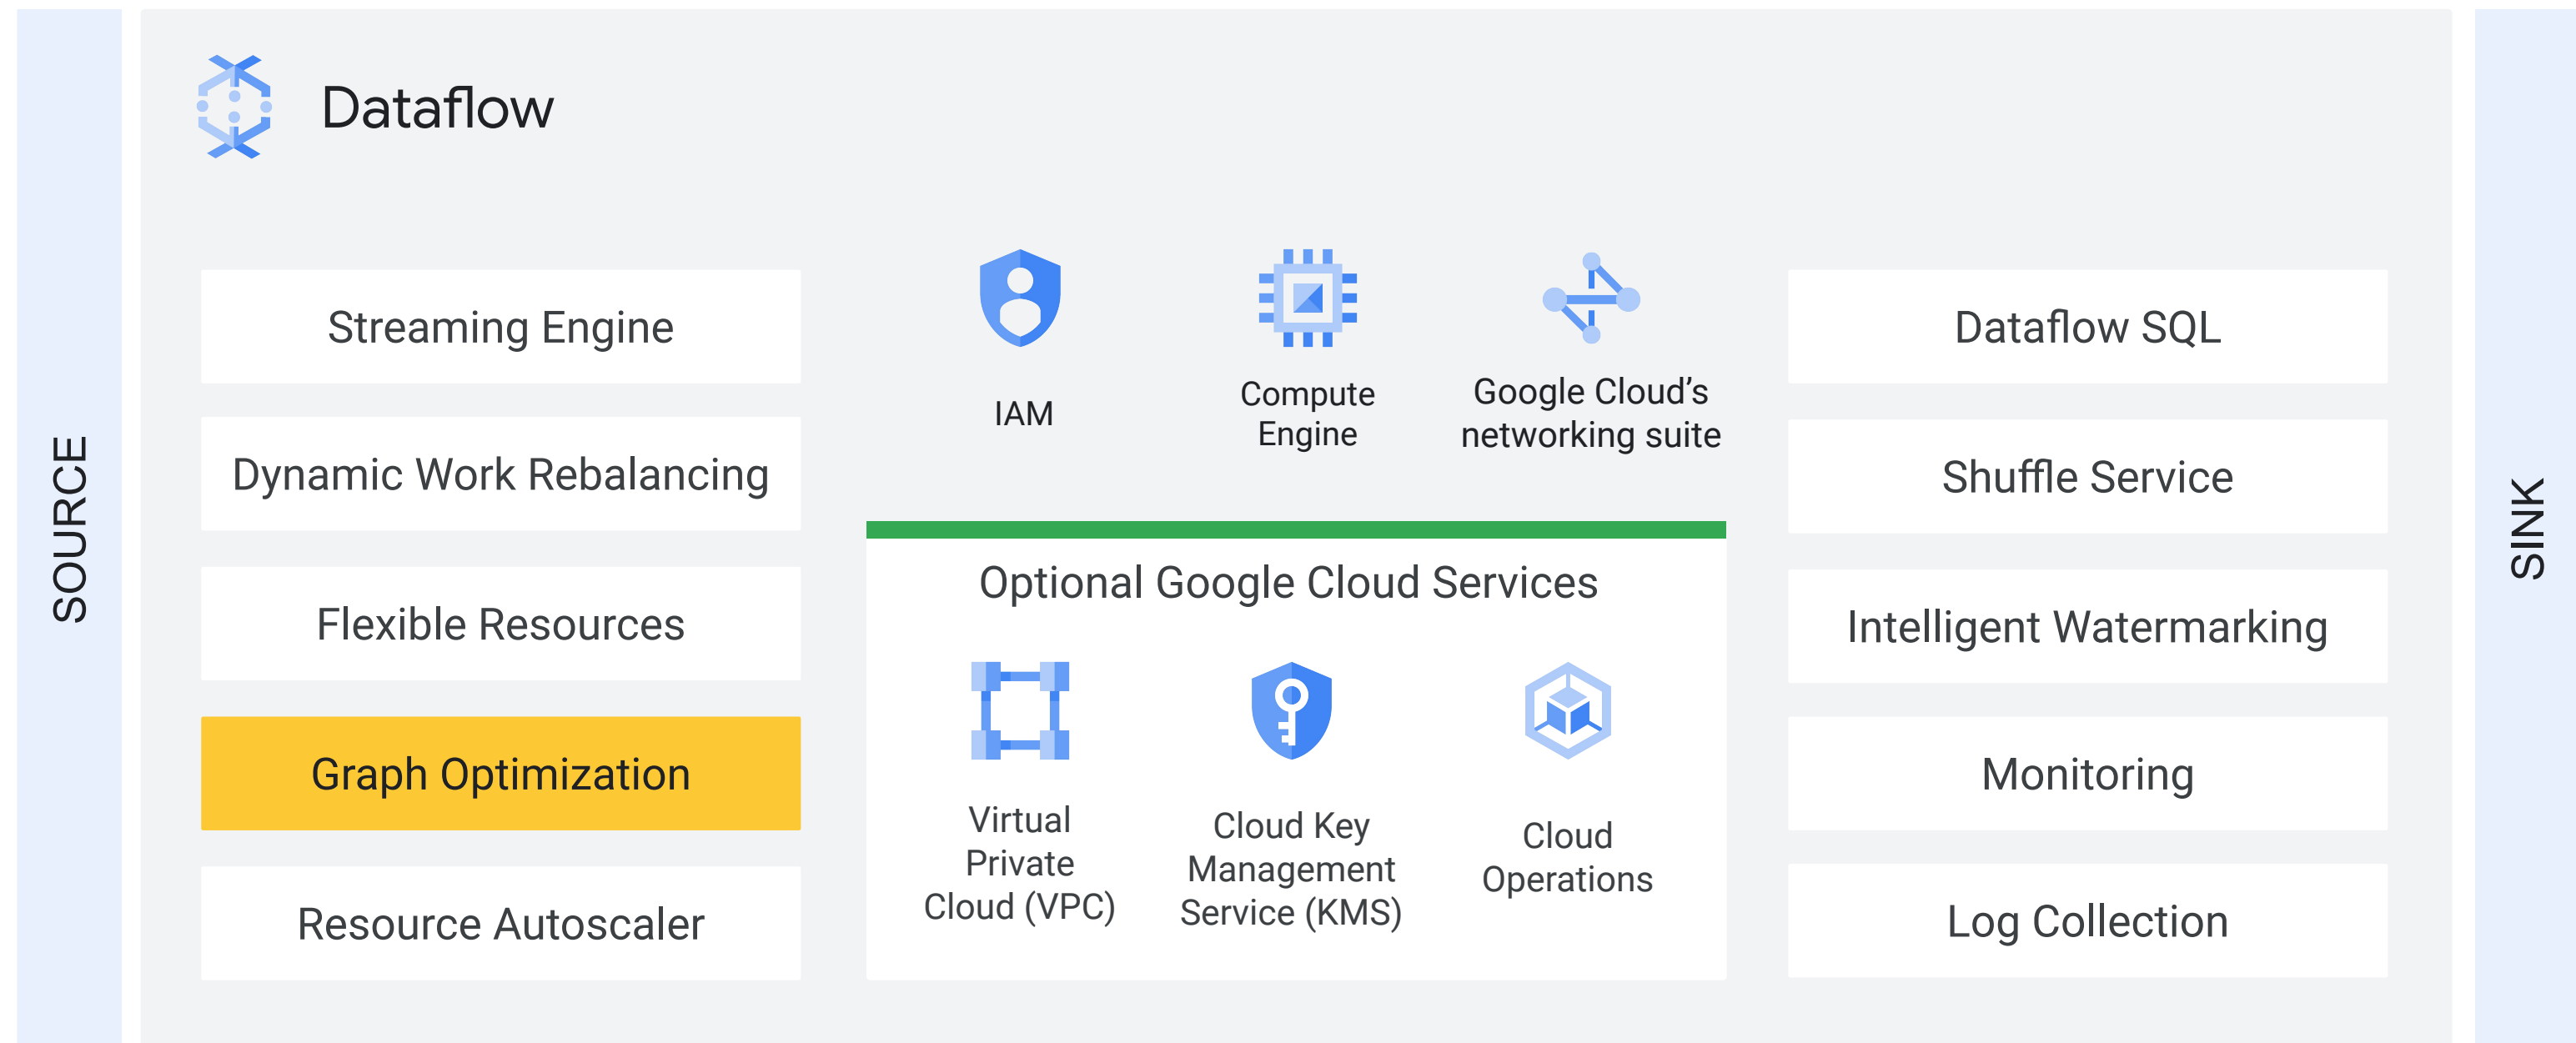 SOURCE
Dataflow
Streaming Engine
Dynamic Work Rebalancing
Flexible Resources
Graph Optimization
Resource Autoscaler
IAM
Compute
Engine
Google Cloud’s
networking suite
Optional Google Cloud Services
Virtual
Private
Cloud (VPC)
Cloud Key
Management
Service (KMS)
Cloud
Operations
Dataflow SQL
Shuffle Service
Intelligent Watermarking
Monitoring
Log Collection
SINK